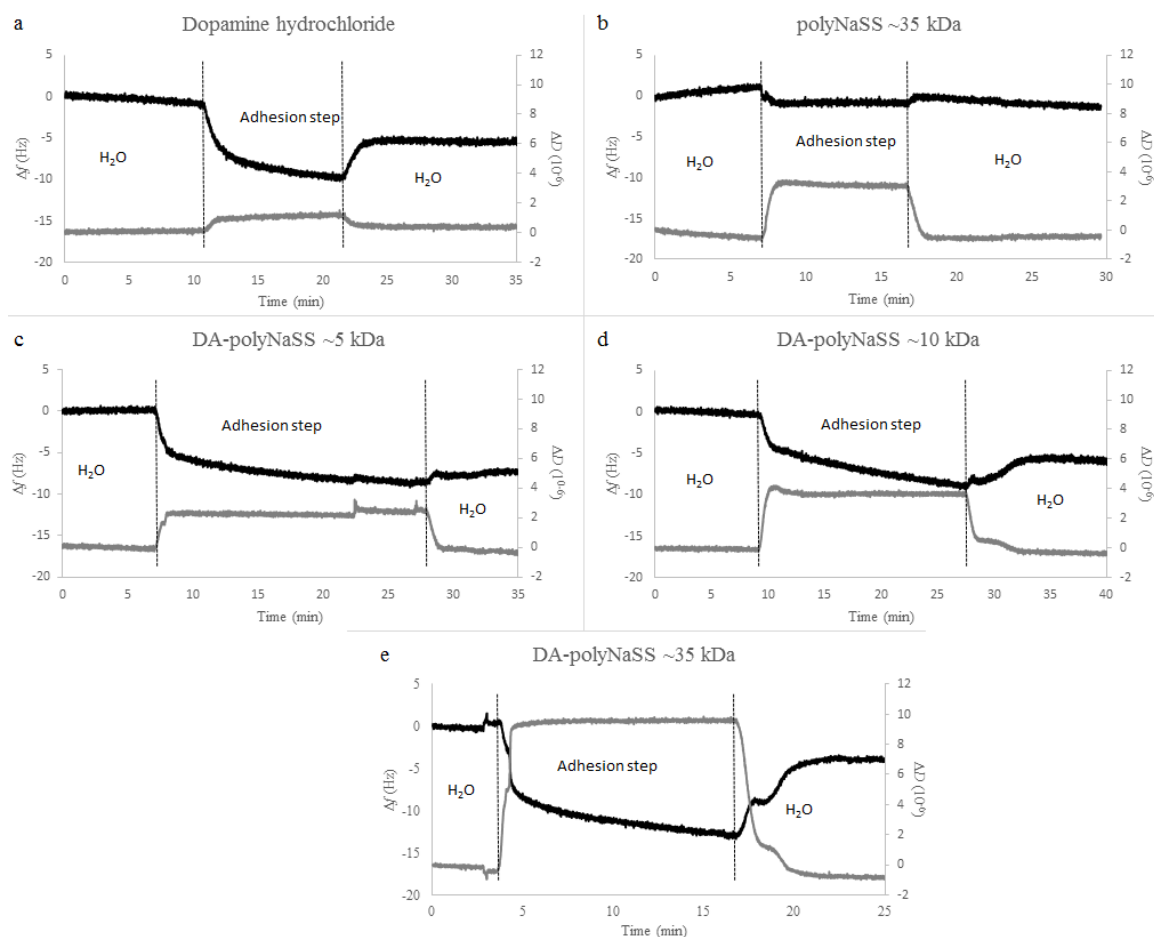 a
Dopamine hydrochloride
5
0
-5
-10
-15
-20
Δf (Hz)
12
10
8
6
4
2
0
-2
ΔD (10-6)
H2O
Adhesion step
H2O
0 5 10 15 20 25 30 35
Time (min)
b
polyNaSS ~35 kDa
5
0
-5
-10
-15
-20
Δf (Hz)
12
10
8
6
4
2
0
-2
ΔD (10-6)
H2O
Adhesion step
H2O
0 5 10 15 20 25 30
Time (min)
c
DA-polyNaSS ~5 kDa
5
0
-5
-10
-15
-20
Δf (Hz)
12
10
8
6
4
2
0
-2
ΔD (10-6)
H2O
Adhesion step
H2O
0 5 10 15 20 25 30 35
Time (min)
d
DA-polyNaSS ~10 kDa
5
0
-5
-10
-15
-20
Δf (Hz)
12
10
8
6
4
2
0
-2
ΔD (10-6)
H2O
Adhesion step
H2O
0 5 10 15 20 25 30 35 40
Time (min)
e
DA-polyNaSS ~35 kDa
5
0
-5
-10
-15
-20
Δf (Hz)
12
10
8
6
4
2
0
-2
ΔD (10-6)
H2O
Adhesion step
H2O
0 5 10 15 20 25
Time (min)